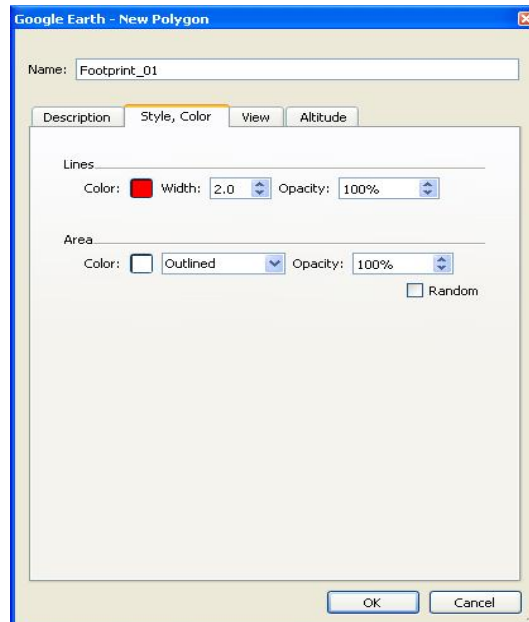 Google Earth - New Polygon
Name: Footprint_01
Description Style, Color View Altitude
Lines
Color: Width: 2.0 Opacity: 100%
Area
Color: Outlined Opacity: 100%
Random
OK Cancel